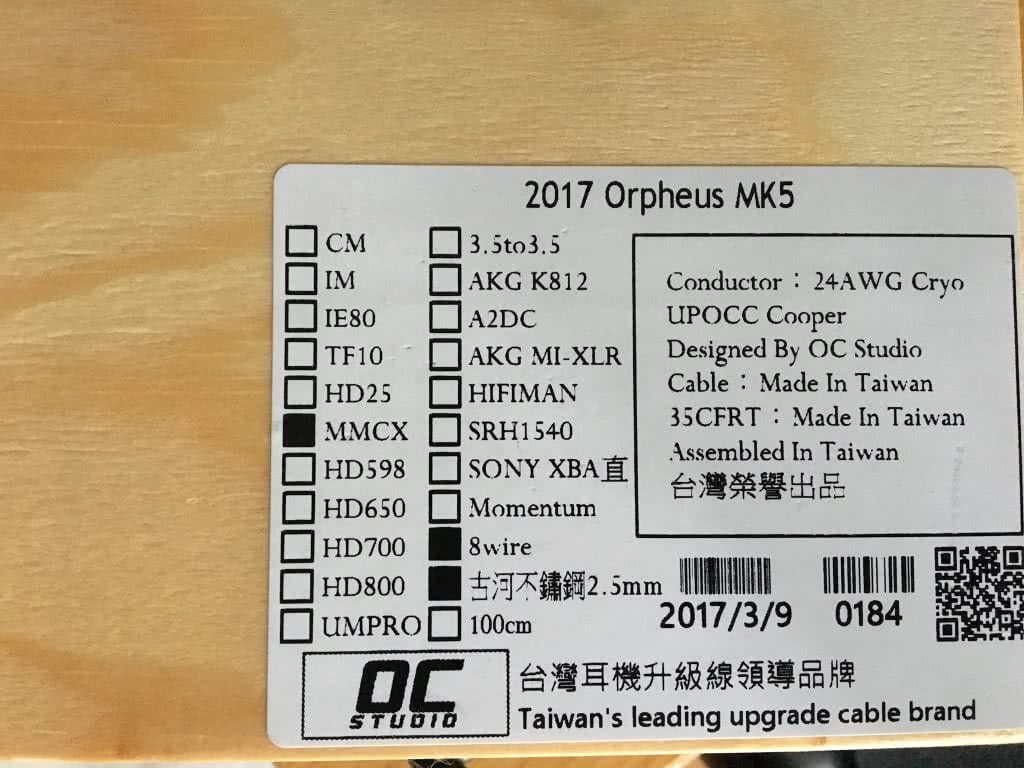 2017 Orpheus MK5
CM
IM
IE80
TF10
HD25
MMCX
HD598
HD650
HD700
HD800
UMPRO
3.5to3.5
AKG K812
A2DC
AKG MI-XLR
HIFIMAN
SRH1540
SONY XBA直
Momentum
8wire
古河不鏽鋼2.5mm
100cm
Conductor：24AWG Cryo
UPOCC Cooper
Designed By OC Studio
Cable：Made In Taiwan
35CFRT：Made In Taiwan
Assembled In Taiwan
台灣榮譽出品
2017/3/9
0184
OC
STUDIO
台灣耳機升級線領導品牌
Taiwan's leading upgrade cable brand